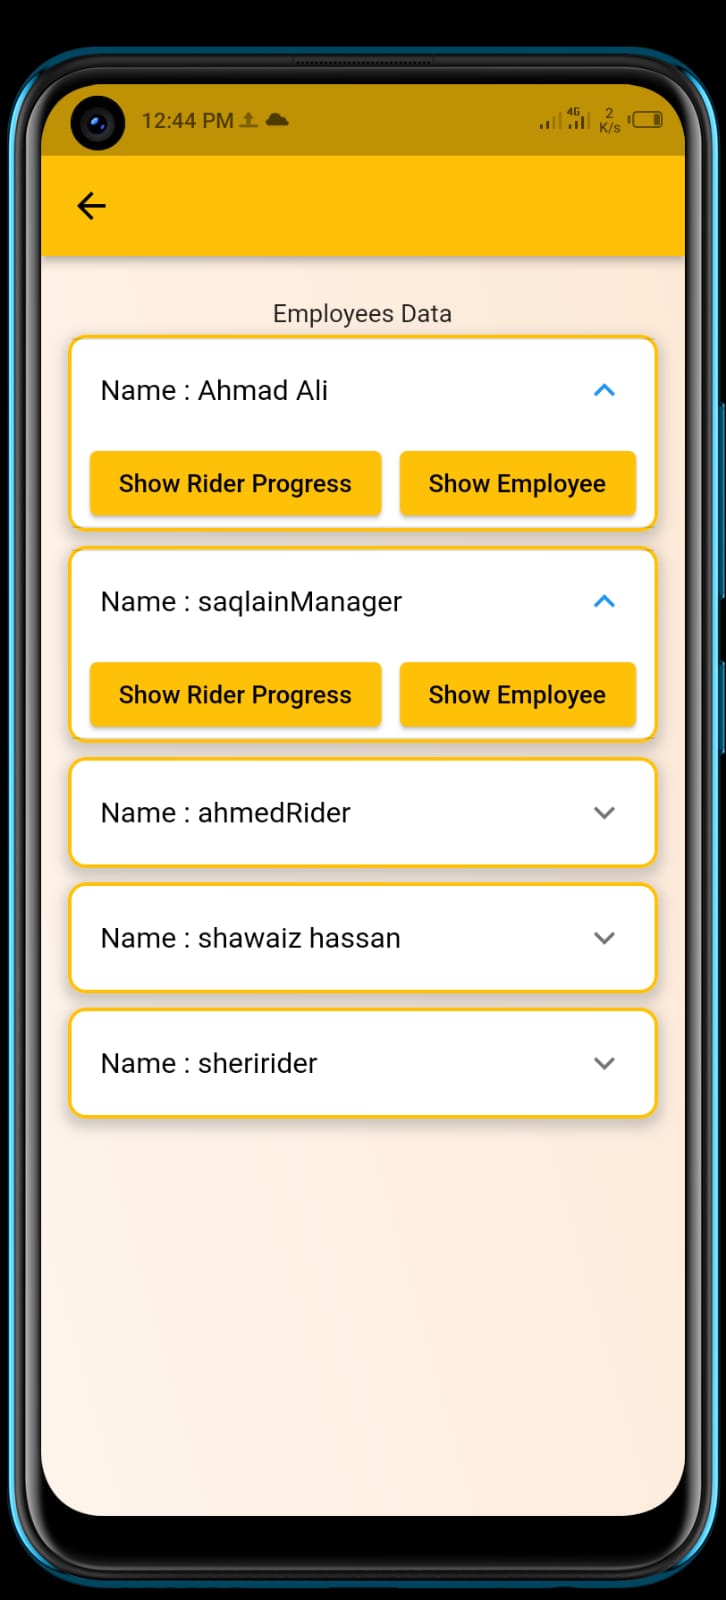 12:44 PM
4G
2
K/s
Employees Data
Name : Ahmad Ali
Show Rider Progress Show Employee
Name : saqlainManager
Show Rider Progress Show Employee
Name : ahmedRider
Name : shawaiz hassan
Name : sheririder